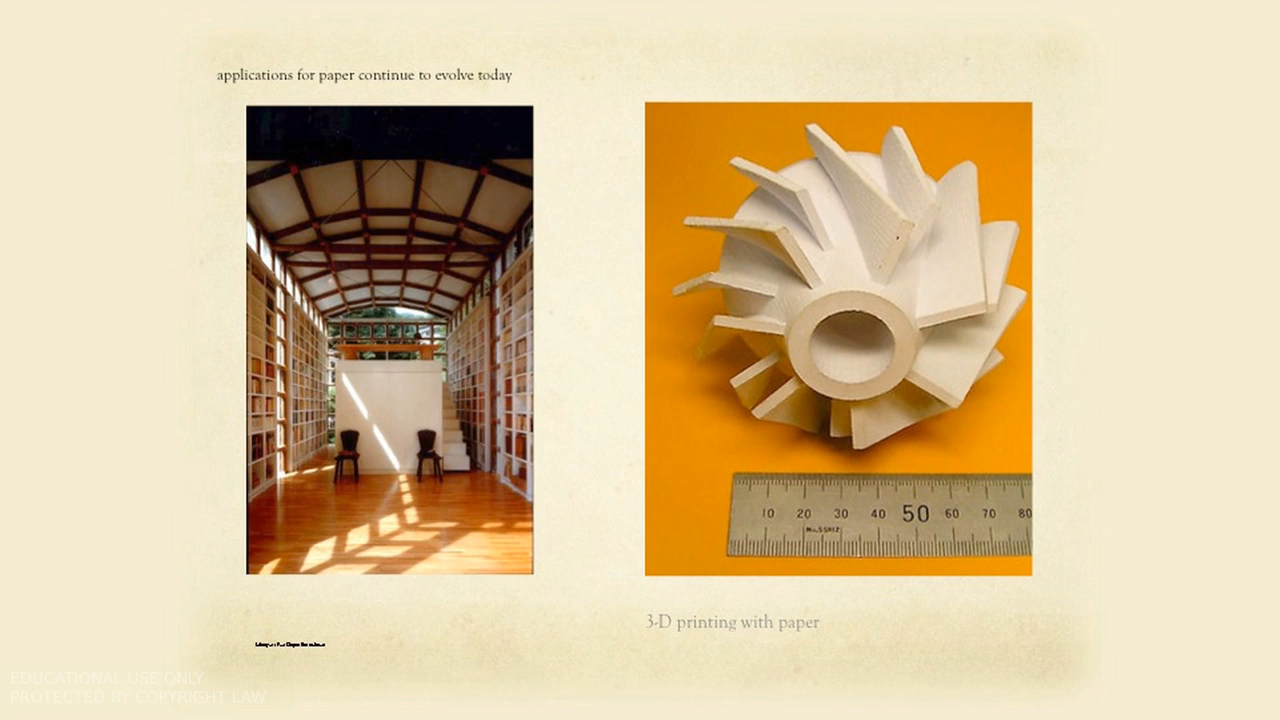 applications for paper continue to evolve today
10 20 30 40 50 60 70 80
3-D printing with paper
EDUCATIONAL USE ONLY
PROTECTED BY COPYRIGHT LAW